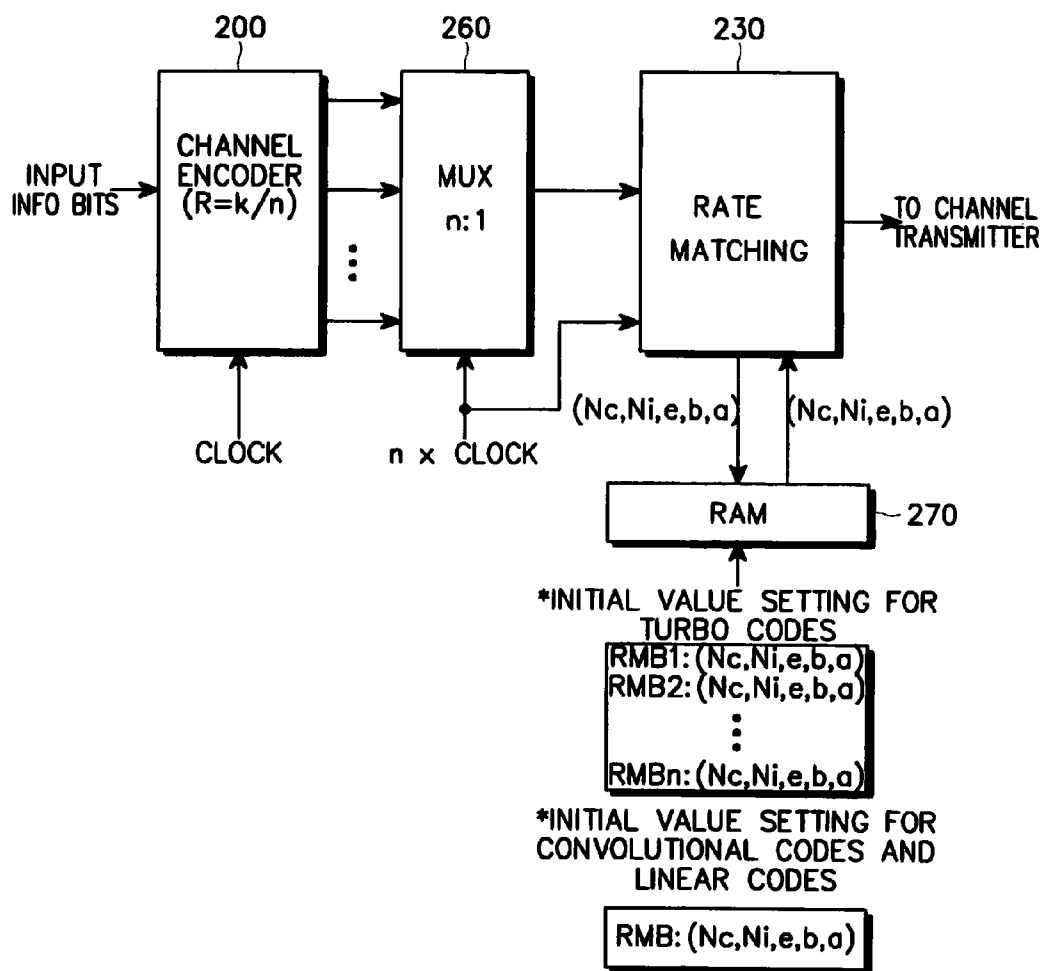 200
260
230
CHANNEL
ENCODER
(R=k/n)
INPUT
INFO BITS
MUX
n:1
RATE
MATCHING
TO CHANNEL
TRANSMITTER
CLOCK
n x CLOCK
(Nc,Ni,e,b,a)
(Nc,Ni,e,b,a)
RAM
270
*INITIAL VALUE SETTING FOR
TURBO CODES
RMB1:(Nc,Ni,e,b,a)
RMB2:(Nc,Ni,e,b,a)
RMBn:(Nc,Ni,e,b,a)
*INITIAL VALUE SETTING FOR
CONVOLUTIONAL CODES AND
LINEAR CODES
RMB:(Nc,Ni,e,b,a)